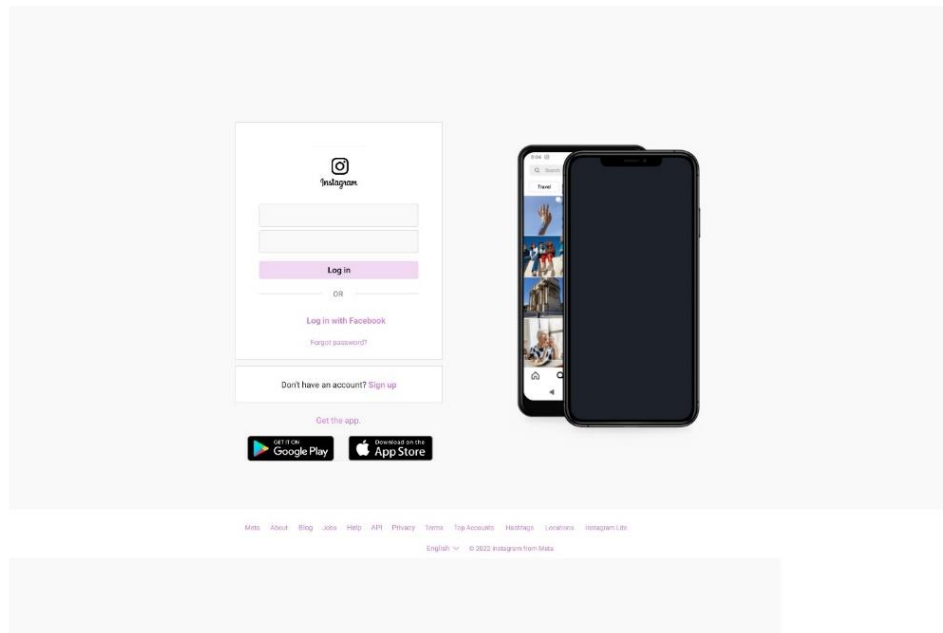 Instagram
Log in
OR
Log in with Facebook
Forgot password?
Don't have an account? Sign up
Get the app.
GET IT ON
Google Play
Download on the
App Store
Search
Travel
Meta About Blog Jobs Help API Privacy Terms Top Accounts Hashtags Locations Instagram Lite
English © 2022 Instagram from Meta